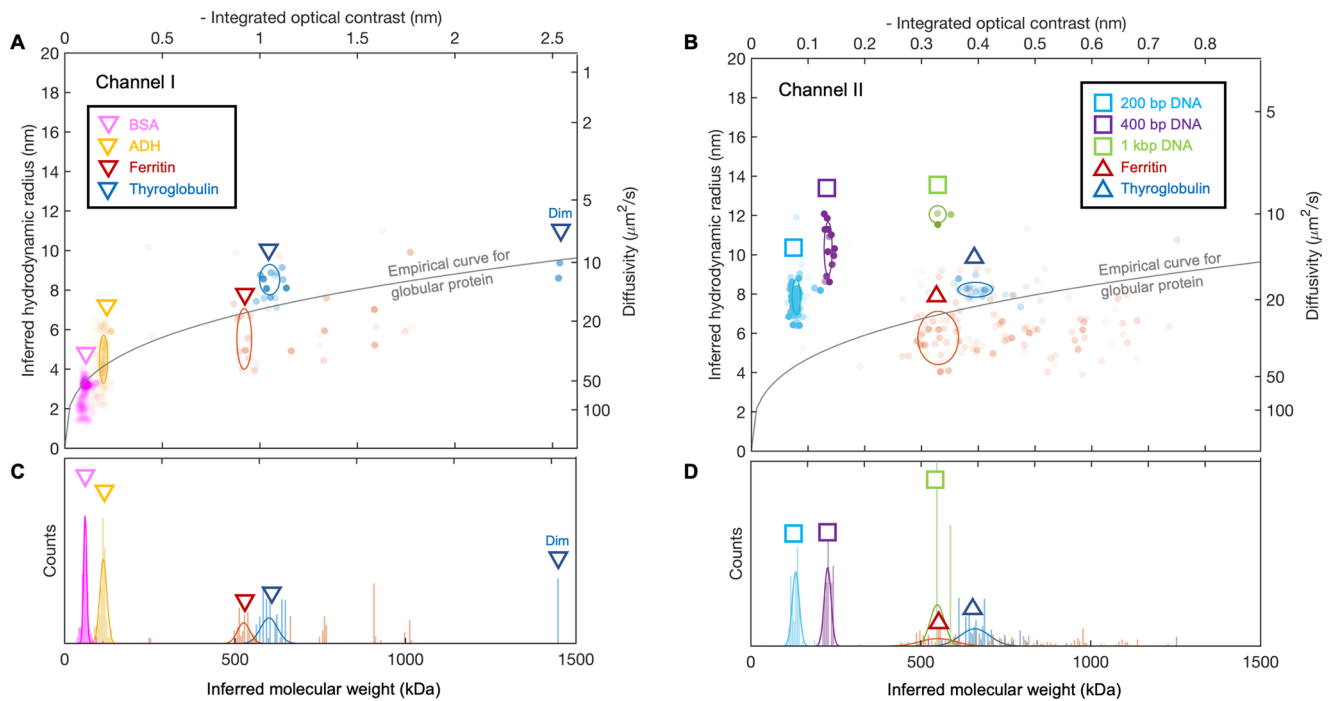 A
- Integrated optical contrast (nm)
0 0.5 1 1.5 2 2.5
Channel I
BSA
ADH
Ferritin
Thyroglobulin
Dim
Empirical curve for
globular protein
Inferred hydrodynamic radius (nm)
20
18
16
14
12
10
8
6
4
2
0
1
2
5
10
20
50
100
Diffusivity (μm²/s)
B
- Integrated optical contrast (nm)
0 0.1 0.2 0.3 0.4 0.5 0.6 0.7 0.8
Channel II
200 bp DNA
400 bp DNA
1 kbp DNA
Ferritin
Thyroglobulin
Empirical curve for
globular protein
Inferred hydrodynamic radius (nm)
20
18
16
14
12
10
8
6
4
2
0
5
10
20
50
100
Diffusivity (μm²/s)
C
Counts
Dim
0 500 1000 1500
Inferred molecular weight (kDa)
D
Counts
0 500 1000 1500
Inferred molecular weight (kDa)